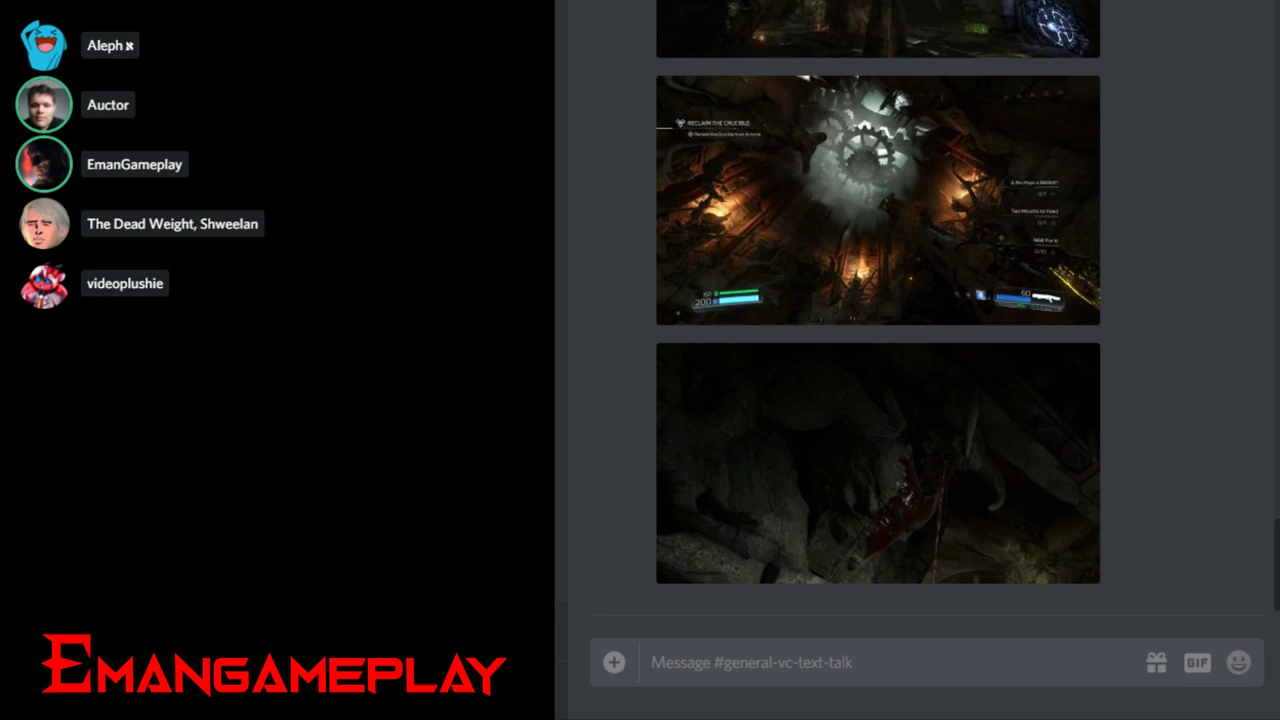 Aleph ℵ
Auctor
EmanGameplay
The Dead Weight, Shweelan
videoplushie
EMANGAMEPLAY
RECLAIM THE CRUCIBLE
Two Mouths to Feed
200
60
Message #general-vc-text-talk
GIF